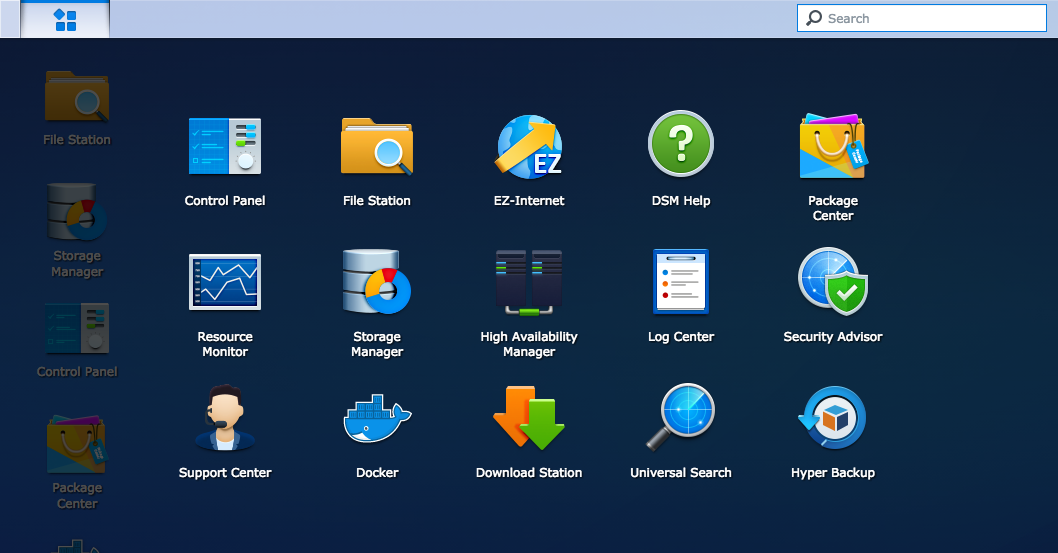 Search
File Station
Storage
Manager
Control Panel
Package
Center
Control Panel
File Station
EZ
EZ-Internet
?
DSM Help
Package
Center
Resource
Monitor
Storage
Manager
High Availability
Manager
Log Center
Security Advisor
Support Center
Docker
Download Station
Universal Search
Hyper Backup